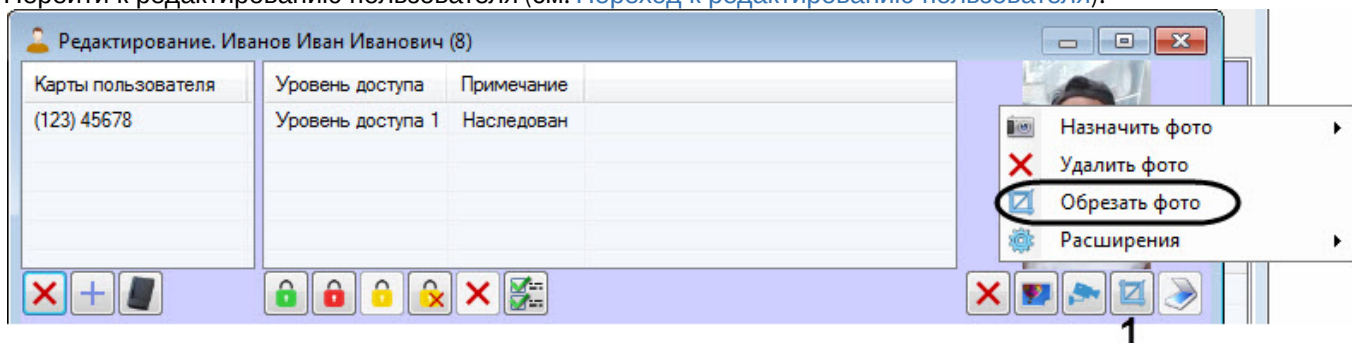 Перейти к редактированию пользователя (см. Переход к редактированию пользователя).
Редактирование. Иванов Иван Иванович (8)
Карты пользователя Уровень доступа Примечание
(123) 45678 Уровень доступа 1 Наследован
Назначить фото
Удалить фото
Обрезать фото
Расширения
1